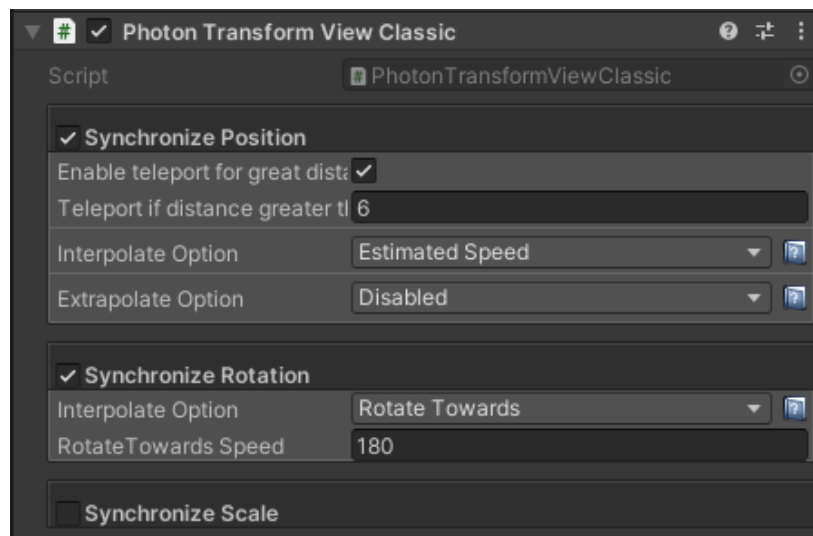 Photon Transform View Classic
Script PhotonTransformViewClassic
Synchronize Position
Enable teleport for great dista
Teleport if distance greater tl 6
Interpolate Option Estimated Speed
Extrapolate Option Disabled
Synchronize Rotation
Interpolate Option Rotate Towards
RotateTowards Speed 180
Synchronize Scale